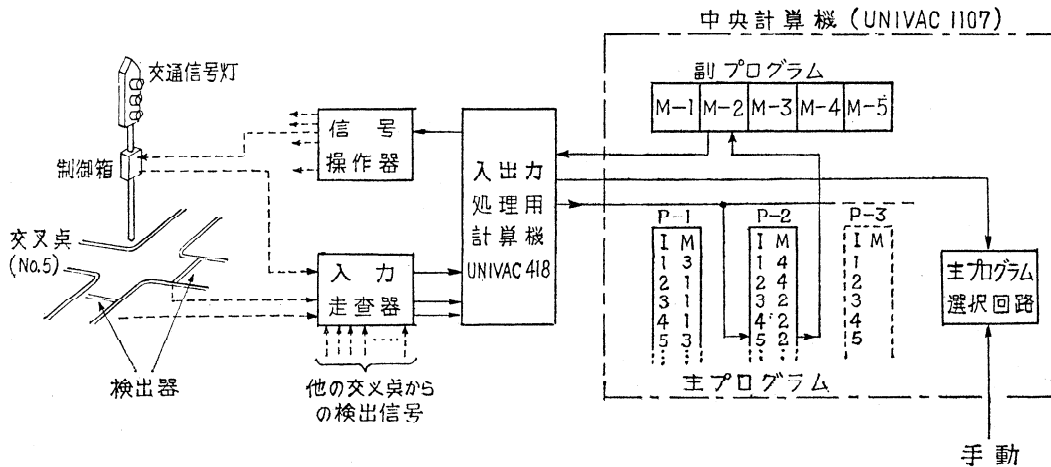 中央計算機 (UNIVAC 1107)
副プログラム
M-1 M-2 M-3 M-4 M-5
交通信号灯
制御箱
交叉点
(No.5)
検出器
信号
操作器
入力
走査器
他の交叉点から
の検出信号
入出力
処理用
計算機
UNIVAC 418
P-1
I M
1 3
2 1
3 1
4 1
5 3
P-2
I M
1 4
2 4
3 2
4 2
5 2
P-3
I M
1
2
3
4
5
主プログラム
主プログラム
選択回路
手動